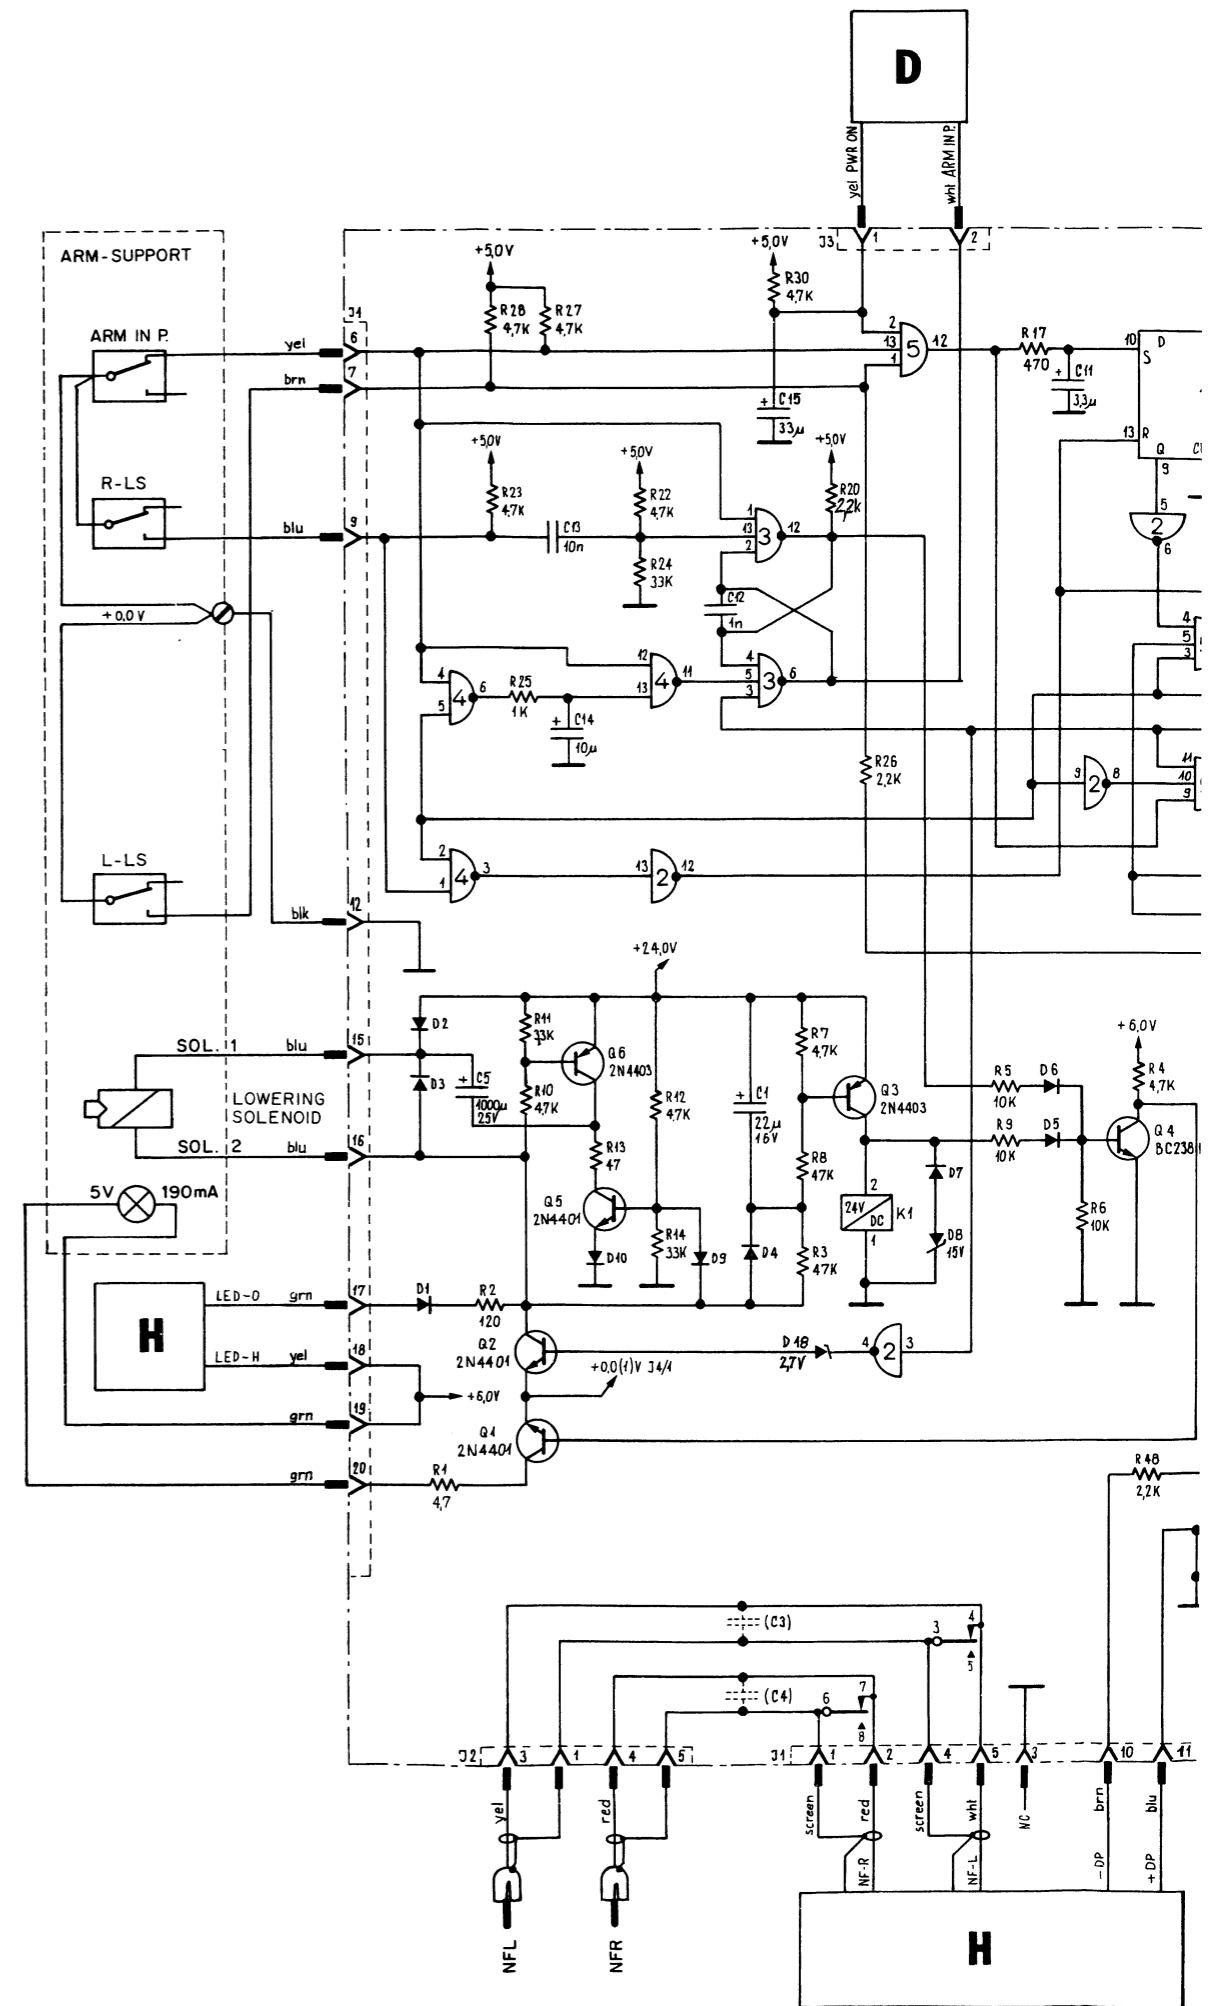 D
yel PWR ON
wht ARM IN P.
J3
1
2
ARM-SUPPORT
+5,0V
+5,0V
R30
4,7K
R28
4,7K
R27
4,7K
J1
ARM IN P.
yel
6
2
13
1
5
12
R17
470
10
D
S
brn
7
+
C11
3,3µ
+
C15
33µ
+5,0V
+5,0V
+5,0V
13
R
Q
9
R-LS
R23
4,7K
R22
4,7K
R20
2,2k
5
2
6
blu
9
C13
10n
1
13
2
3
12
R24
33K
C12
1n
+0,0V
4
5
3
12
13
4
11
4
5
3
3
6
4
5
4
6
R25
1K
+
C14
10µ
R26
2,2K
9
2
8
11
10
9
L-LS
2
1
4
3
13
2
12
blk
12
+24,0V
SOL. 1
blu
15
D2
R11
33K
Q6
2N4403
R7
4,7K
+6,0V
R4
4,7K
D3
+
C5
1000µ
25V
R10
4,7K
R12
4,7K
+
C1
22µ
16V
Q3
2N4403
R5
10K
D6
LOWERING
SOLENOID
SOL. 2
blu
16
R13
47
R8
47K
R9
10K
D5
Q4
BC238
5V
190mA
Q5
2N4401
R14
33K
D10
D9
D4
R3
47K
2
24V
DC
1
K1
D7
D8
15V
R6
10K
H
LED-O
grn
17
D1
R2
120
LED-H
yel
18
Q2
2N4401
D18
2,7V
4
2
3
+0,0(1)V J4/1
+6,0V
grn
19
Q1
2N4401
grn
20
R1
4,7
R48
2,2K
(C3)
3
4
5
(C4)
6
7
8
J2
3
1
4
5
J1
1
2
4
5
3
10
11
yel
red
screen
red
screen
wht
NC
brn
blu
NF-R
NF-L
-DP
+DP
NFL
NFR
H